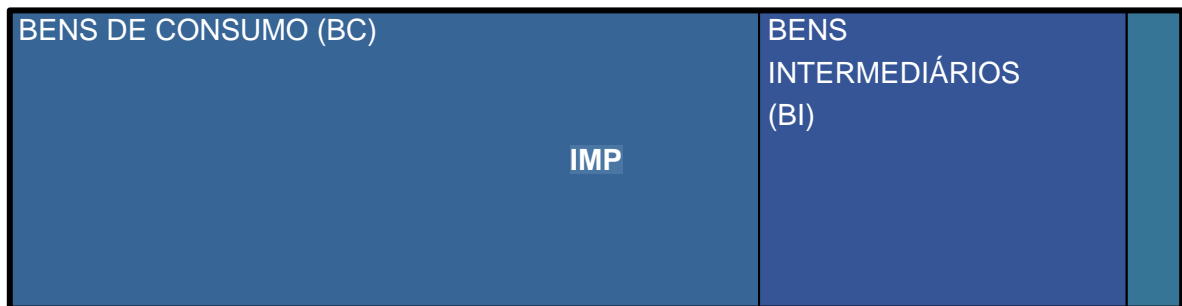 BENS DE CONSUMO (BC)
BENS
INTERMEDIÁRIOS
(BI)
IMP